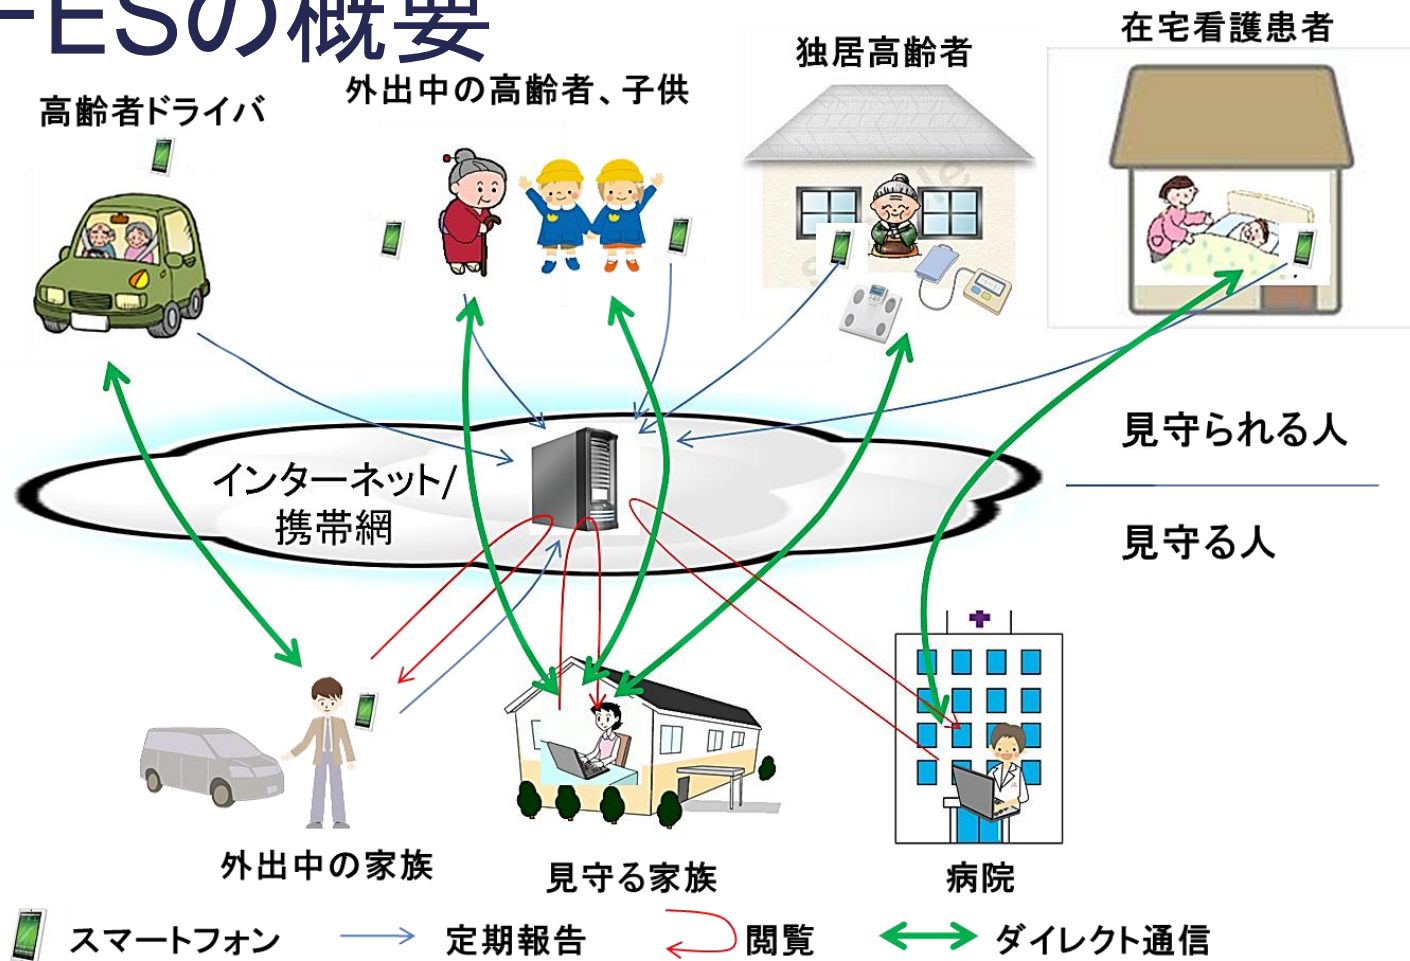 ESの概要
在宅看護患者
独居高齢者
外出中の高齢者、子供
高齢者ドライバ
見守られる人
インターネット/
携帯網
見守る人
外出中の家族
見守る家族
病院
スマートフォン
定期報告
閲覧
ダイレクト通信